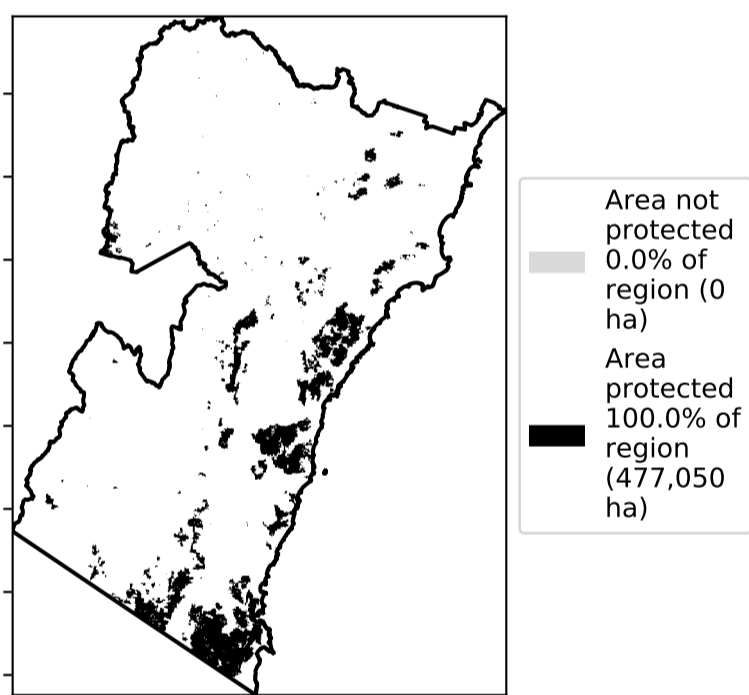 Area not
protected
0.0% of
region (0
ha)
Area
protected
100.0% of
region
(477,050
ha)